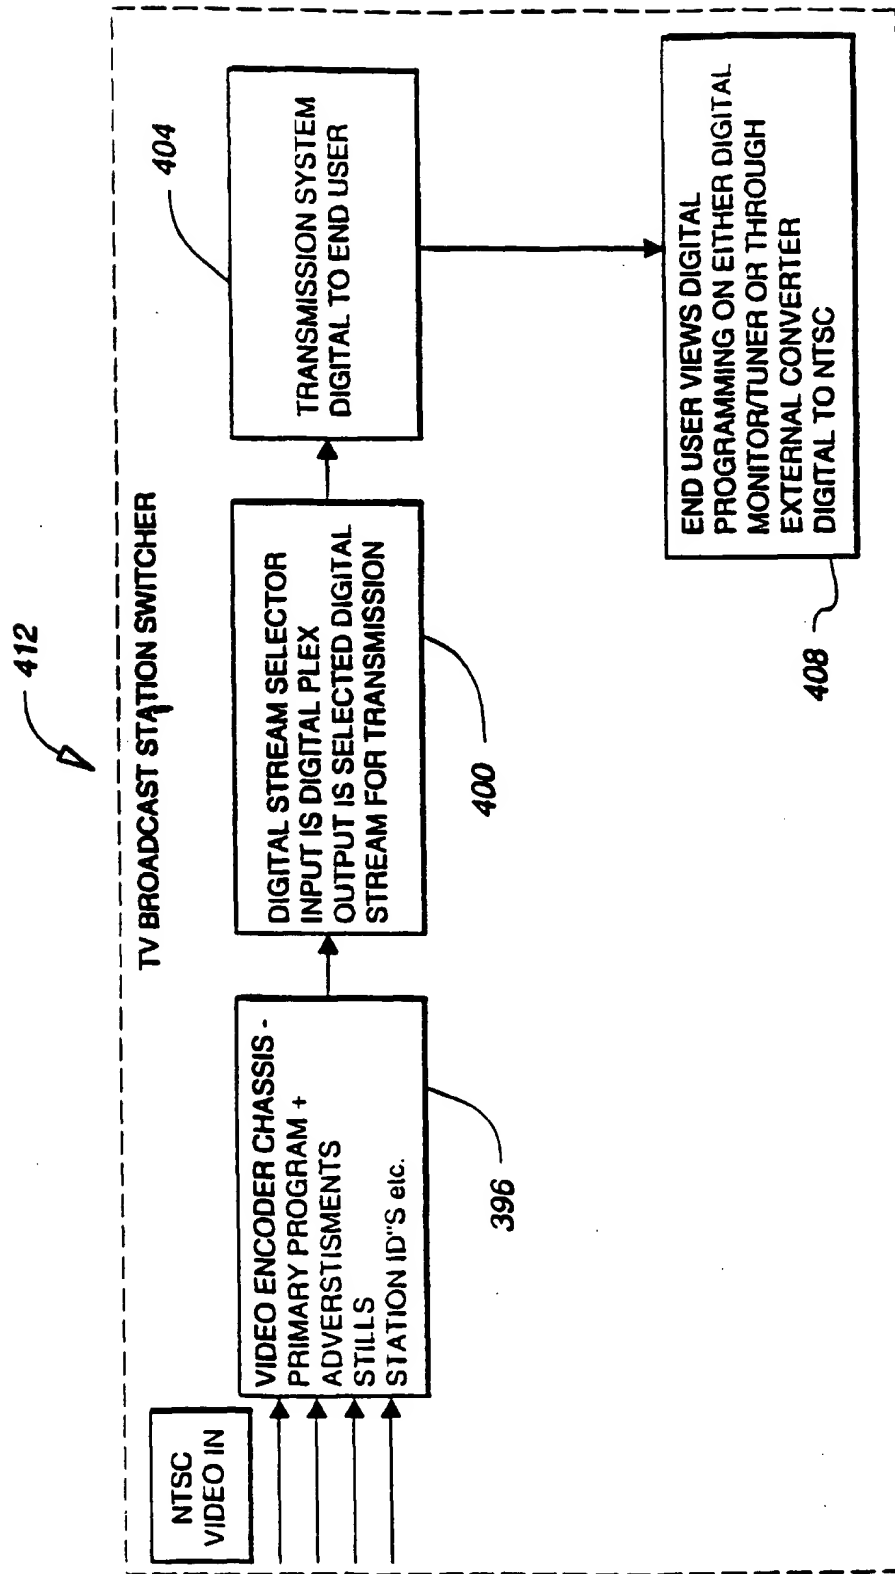 412
TV BROADCAST STATION SWITCHER
NTSC
VIDEO IN
VIDEO ENCODER CHASSIS -
PRIMARY PROGRAM +
ADVERSTISMENTS
STILLS
STATION ID"S etc.
396
DIGITAL STREAM SELECTOR
INPUT IS DIGITAL PLEX
OUTPUT IS SELECTED DIGITAL
STREAM FOR TRANSMISSION
400
TRANSMISSION SYSTEM
DIGITAL TO END USER
404
END USER VIEWS DIGITAL
PROGRAMMING ON EITHER DIGITAL
MONITOR/TUNER OR THROUGH
EXTERNAL CONVERTER
DIGITAL TO NTSC
408